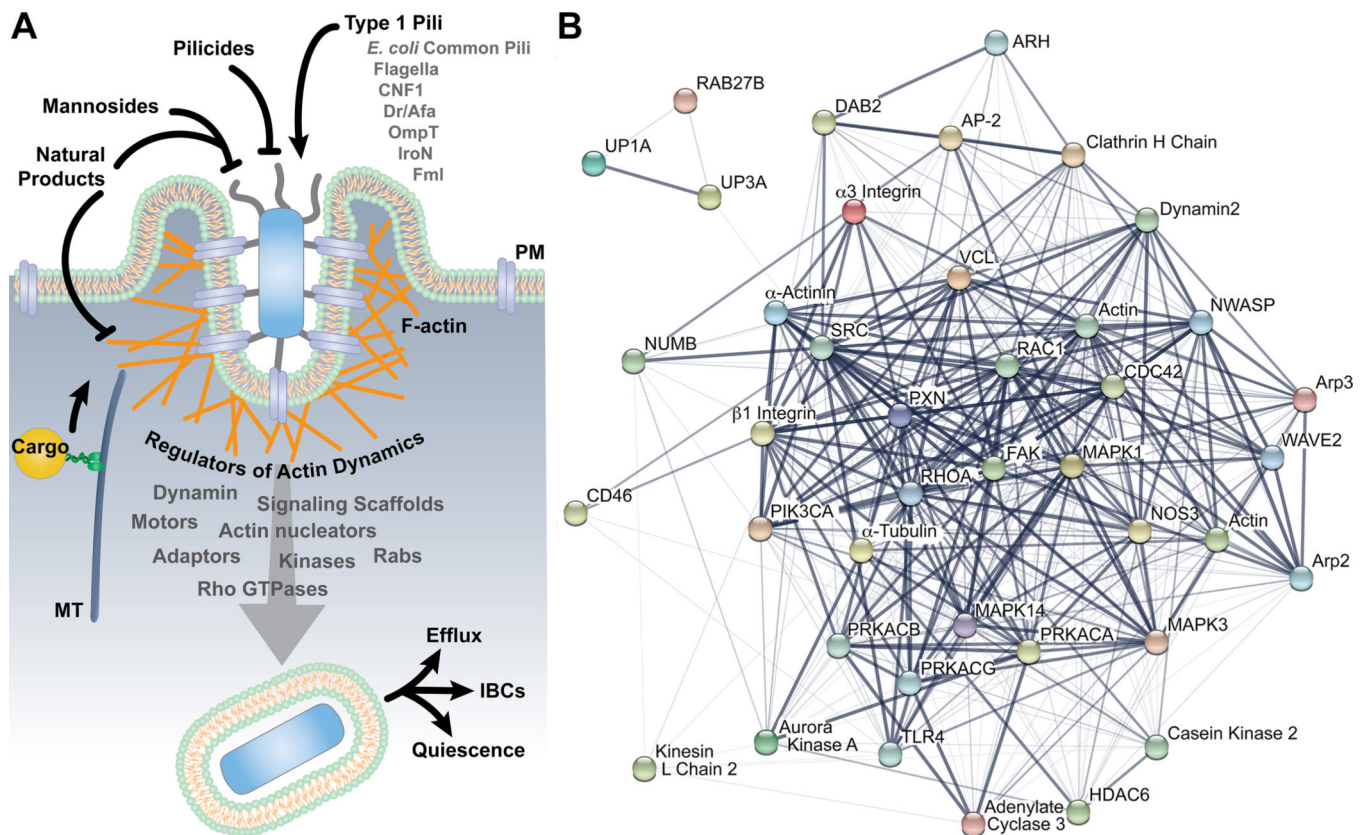 A
Type 1 Pili
E. coli Common Pili
Flagella
CNF1
Dr/Afa
OmpT
IroN
Fml
Pilicides
Mannosides
Natural
Products
PM
F-actin
Cargo
Regulators of Actin Dynamics
Dynamin
Signaling Scaffolds
Motors
Actin nucleators
Adaptors
Kinases
Rabs
Rho GTPases
MT
Efflux
IBCs
Quiescence
B
ARH
RAB27B
DAB2
AP-2
Clathrin H Chain
UP1A
UP3A
α3 Integrin
Dynamin2
VCL
α-Actinin
Actin
NWASP
SRC
NUMB
RAC1
CDC42
Arp3
PXN
β1 Integrin
WAVE2
FAK
MAPK1
RHOA
CD46
PIK3CA
NOS3
Actin
α-Tubulin
Arp2
MAPK14
PRKACB
PRKACA
MAPK3
PRKACG
Aurora
Kinase A
TLR4
Casein Kinase 2
Kinesin
L Chain 2
HDAC6
Adenylate
Cyclase 3